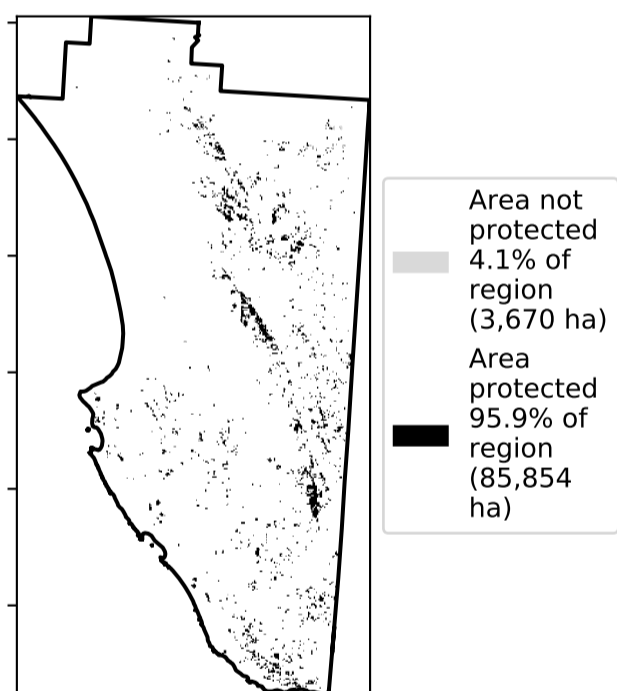 Area not
protected
4.1% of
region
(3,670 ha)
Area
protected
95.9% of
region
(85,854
ha)